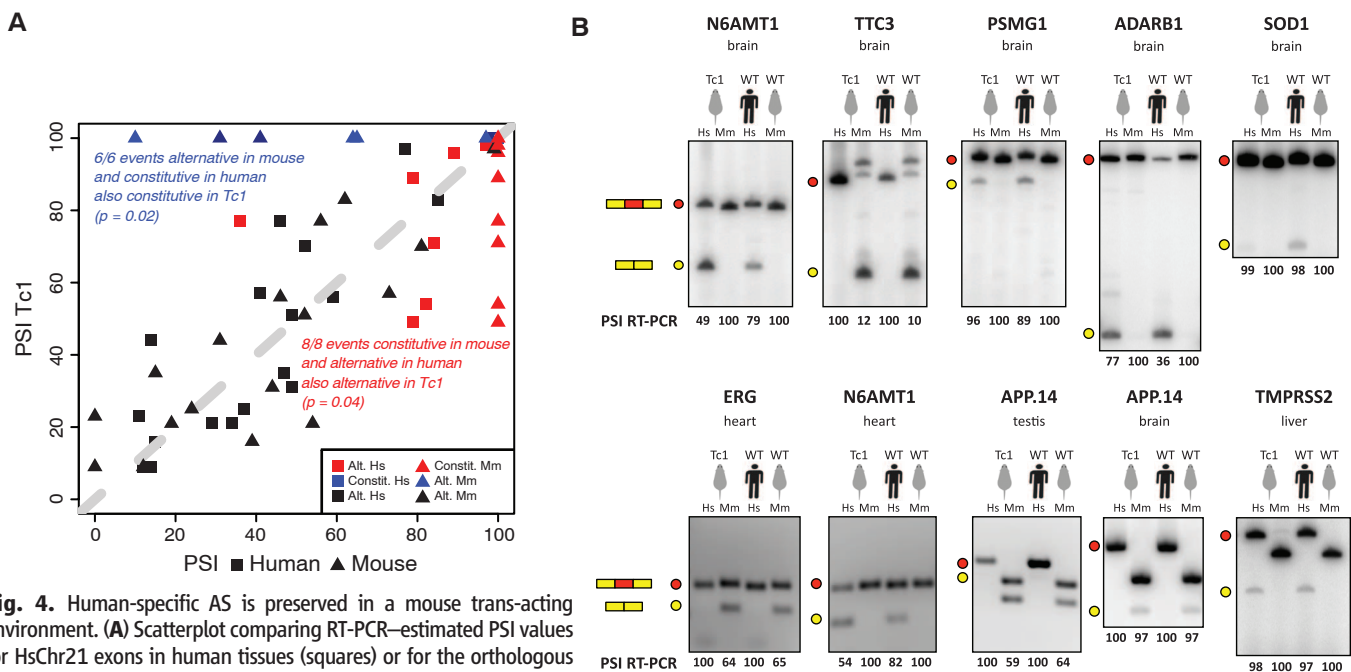 A
100
80
60
40
20
0
PSI Tc1
6/6 events alternative in mouse
and constitutive in human
also constitutive in Tc1
(p = 0.02)
8/8 events constitutive in mouse
and alternative in human
also alternative in Tc1
(p = 0.04)
Alt. Hs Constit. Mm
Constit. Hs Alt. Mm
Alt. Hs Alt. Mm
0 20 40 60 80 100
PSI Human Mouse
ig. 4. Human-specific AS is preserved in a mouse trans-acting
nvironment. (A) Scatterplot comparing RT-PCR–estimated PSI values
or HsChr21 exons in human tissues (squares) or for the orthologous
B
N6AMT1 TTC3 PSMG1 ADARB1 SOD1
brain brain brain brain brain
Tc1 WT WT Tc1 WT WT Tc1 WT WT Tc1 WT WT Tc1 WT WT
Hs Mm Hs Mm Hs Mm Hs Mm Hs Mm Hs Mm Hs Mm Hs Mm Hs Mm Hs Mm
PSI RT-PCR 49 100 79 100 100 12 100 10 96 100 89 100 77 100 36 100 99 100 98 100
ERG N6AMT1 APP.14 APP.14 TMPRSS2
heart heart testis brain liver
Tc1 WT WT Tc1 WT WT Tc1 WT WT Tc1 WT WT Tc1 WT WT
Hs Mm Hs Mm Hs Mm Hs Mm Hs Mm Hs Mm Hs Mm Hs Mm Hs Mm Hs Mm
PSI RT-PCR 100 64 100 65 54 100 82 100 100 59 100 64 100 97 100 97 98 100 97 100